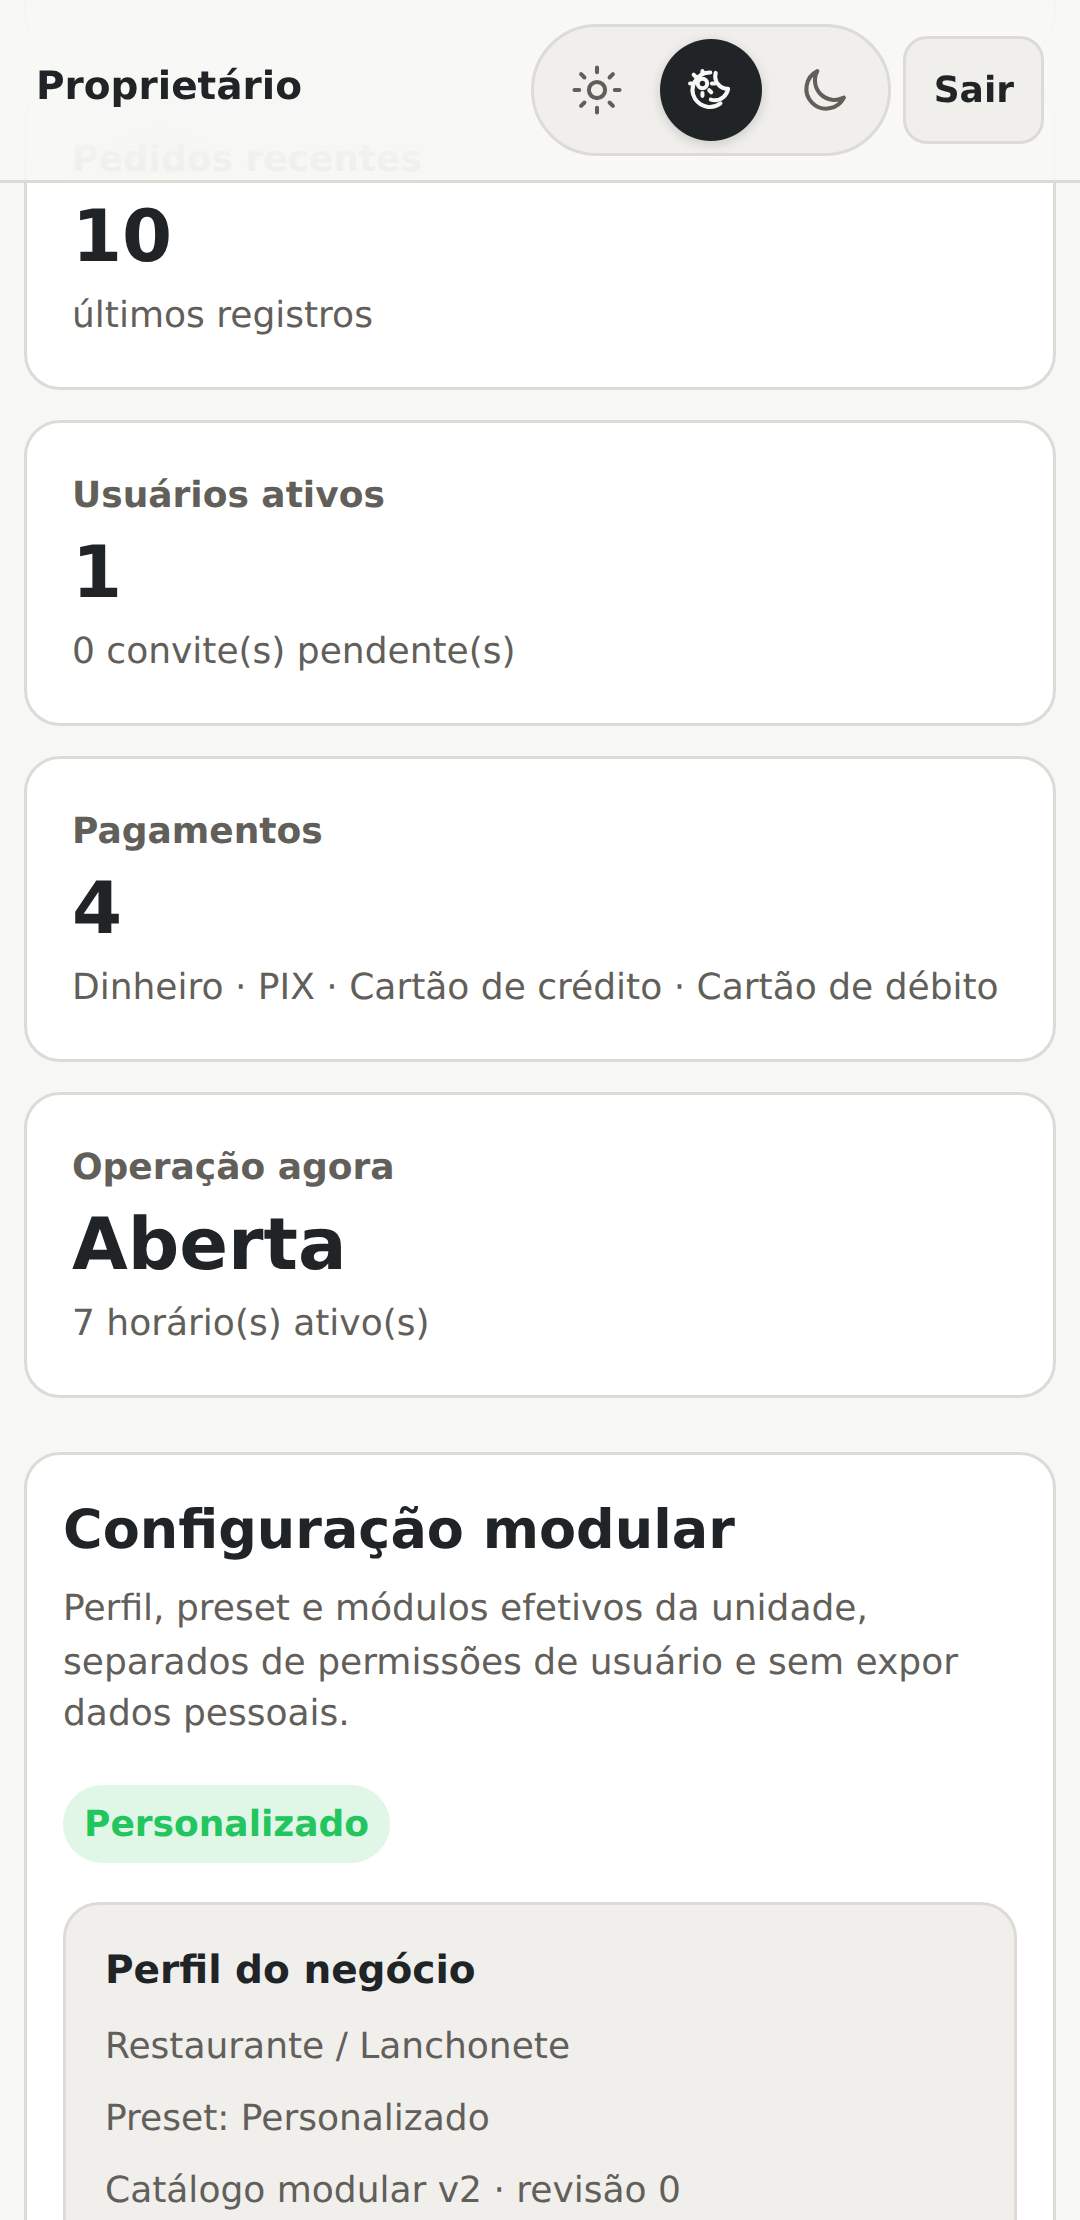 Proprietário
Sair
Pedidos recentes
10
últimos registros
Usuários ativos
1
0 convite(s) pendente(s)
Pagamentos
4
Dinheiro · PIX · Cartão de crédito · Cartão de débito
Operação agora
Aberta
7 horário(s) ativo(s)
Configuração modular
Perfil, preset e módulos efetivos da unidade,
separados de permissões de usuário e sem expor
dados pessoais.
Personalizado
Perfil do negócio
Restaurante / Lanchonete
Preset: Personalizado
Catálogo modular v2 · revisão 0